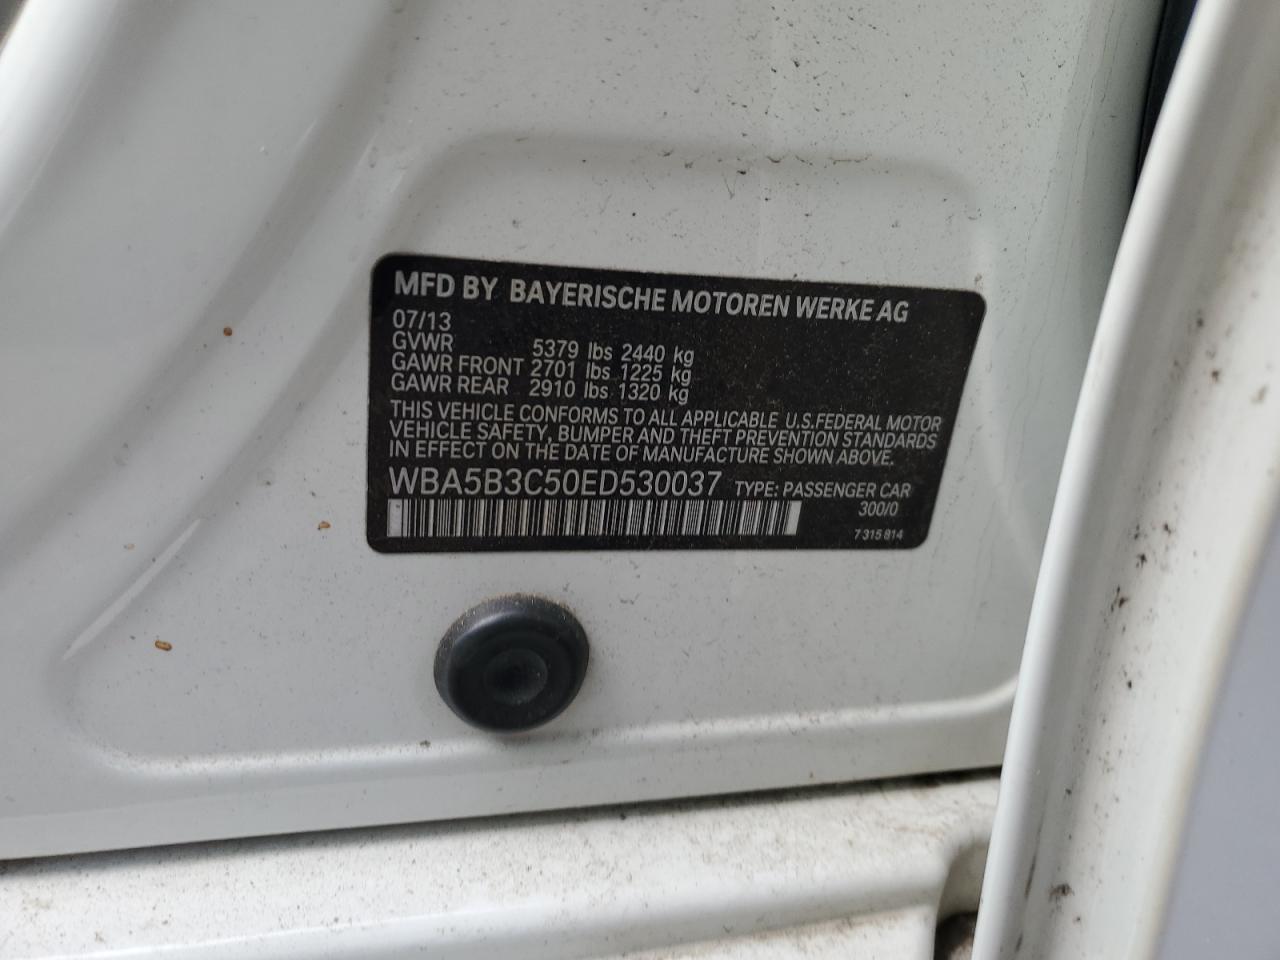 MFD BY BAYERISCHE MOTOREN WERKE AG
07/13
GVWR 5379 lbs 2440 kg
GAWR FRONT 2701 lbs 1225 kg
GAWR REAR 2910 lbs 1320 kg
THIS VEHICLE CONFORMS TO ALL APPLICABLE U.S.FEDERAL MOTOR
VEHICLE SAFETY, BUMPER AND THEFT PREVENTION STANDARDS
IN EFFECT ON THE DATE OF MANUFACTURE SHOWN ABOVE.
WBA5B3C50ED530037 TYPE: PASSENGER CAR
300/0
7 315 814